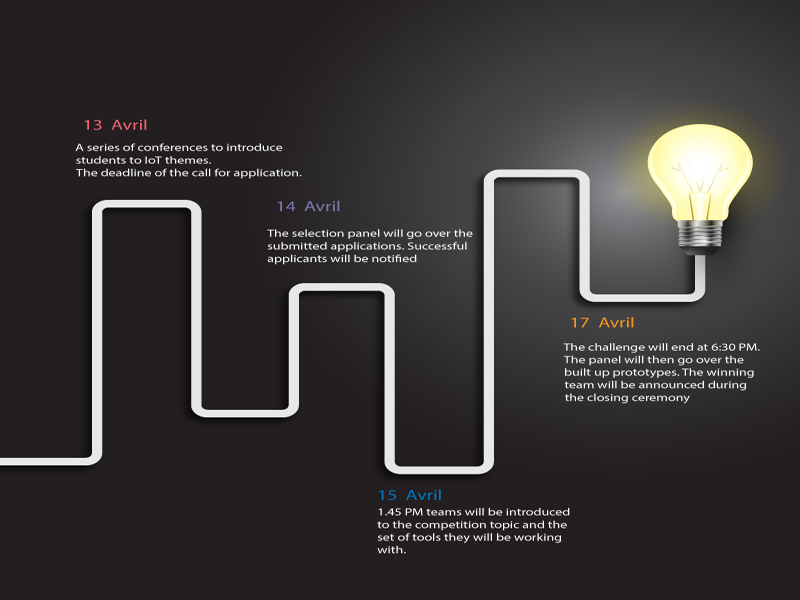 13 Avril
A series of conferences to introduce
students to IoT themes.
The deadline of the call for application.
14 Avril
The selection panel will go over the
submitted applications. Successful
applicants will be notified
15 Avril
1.45 PM teams will be introduced
to the competition topic and the
set of tools they will be working
with.
17 Avril
The challenge will end at 6:30 PM.
The panel will then go over the
built up prototypes. The winning
team will be announced during
the closing ceremony